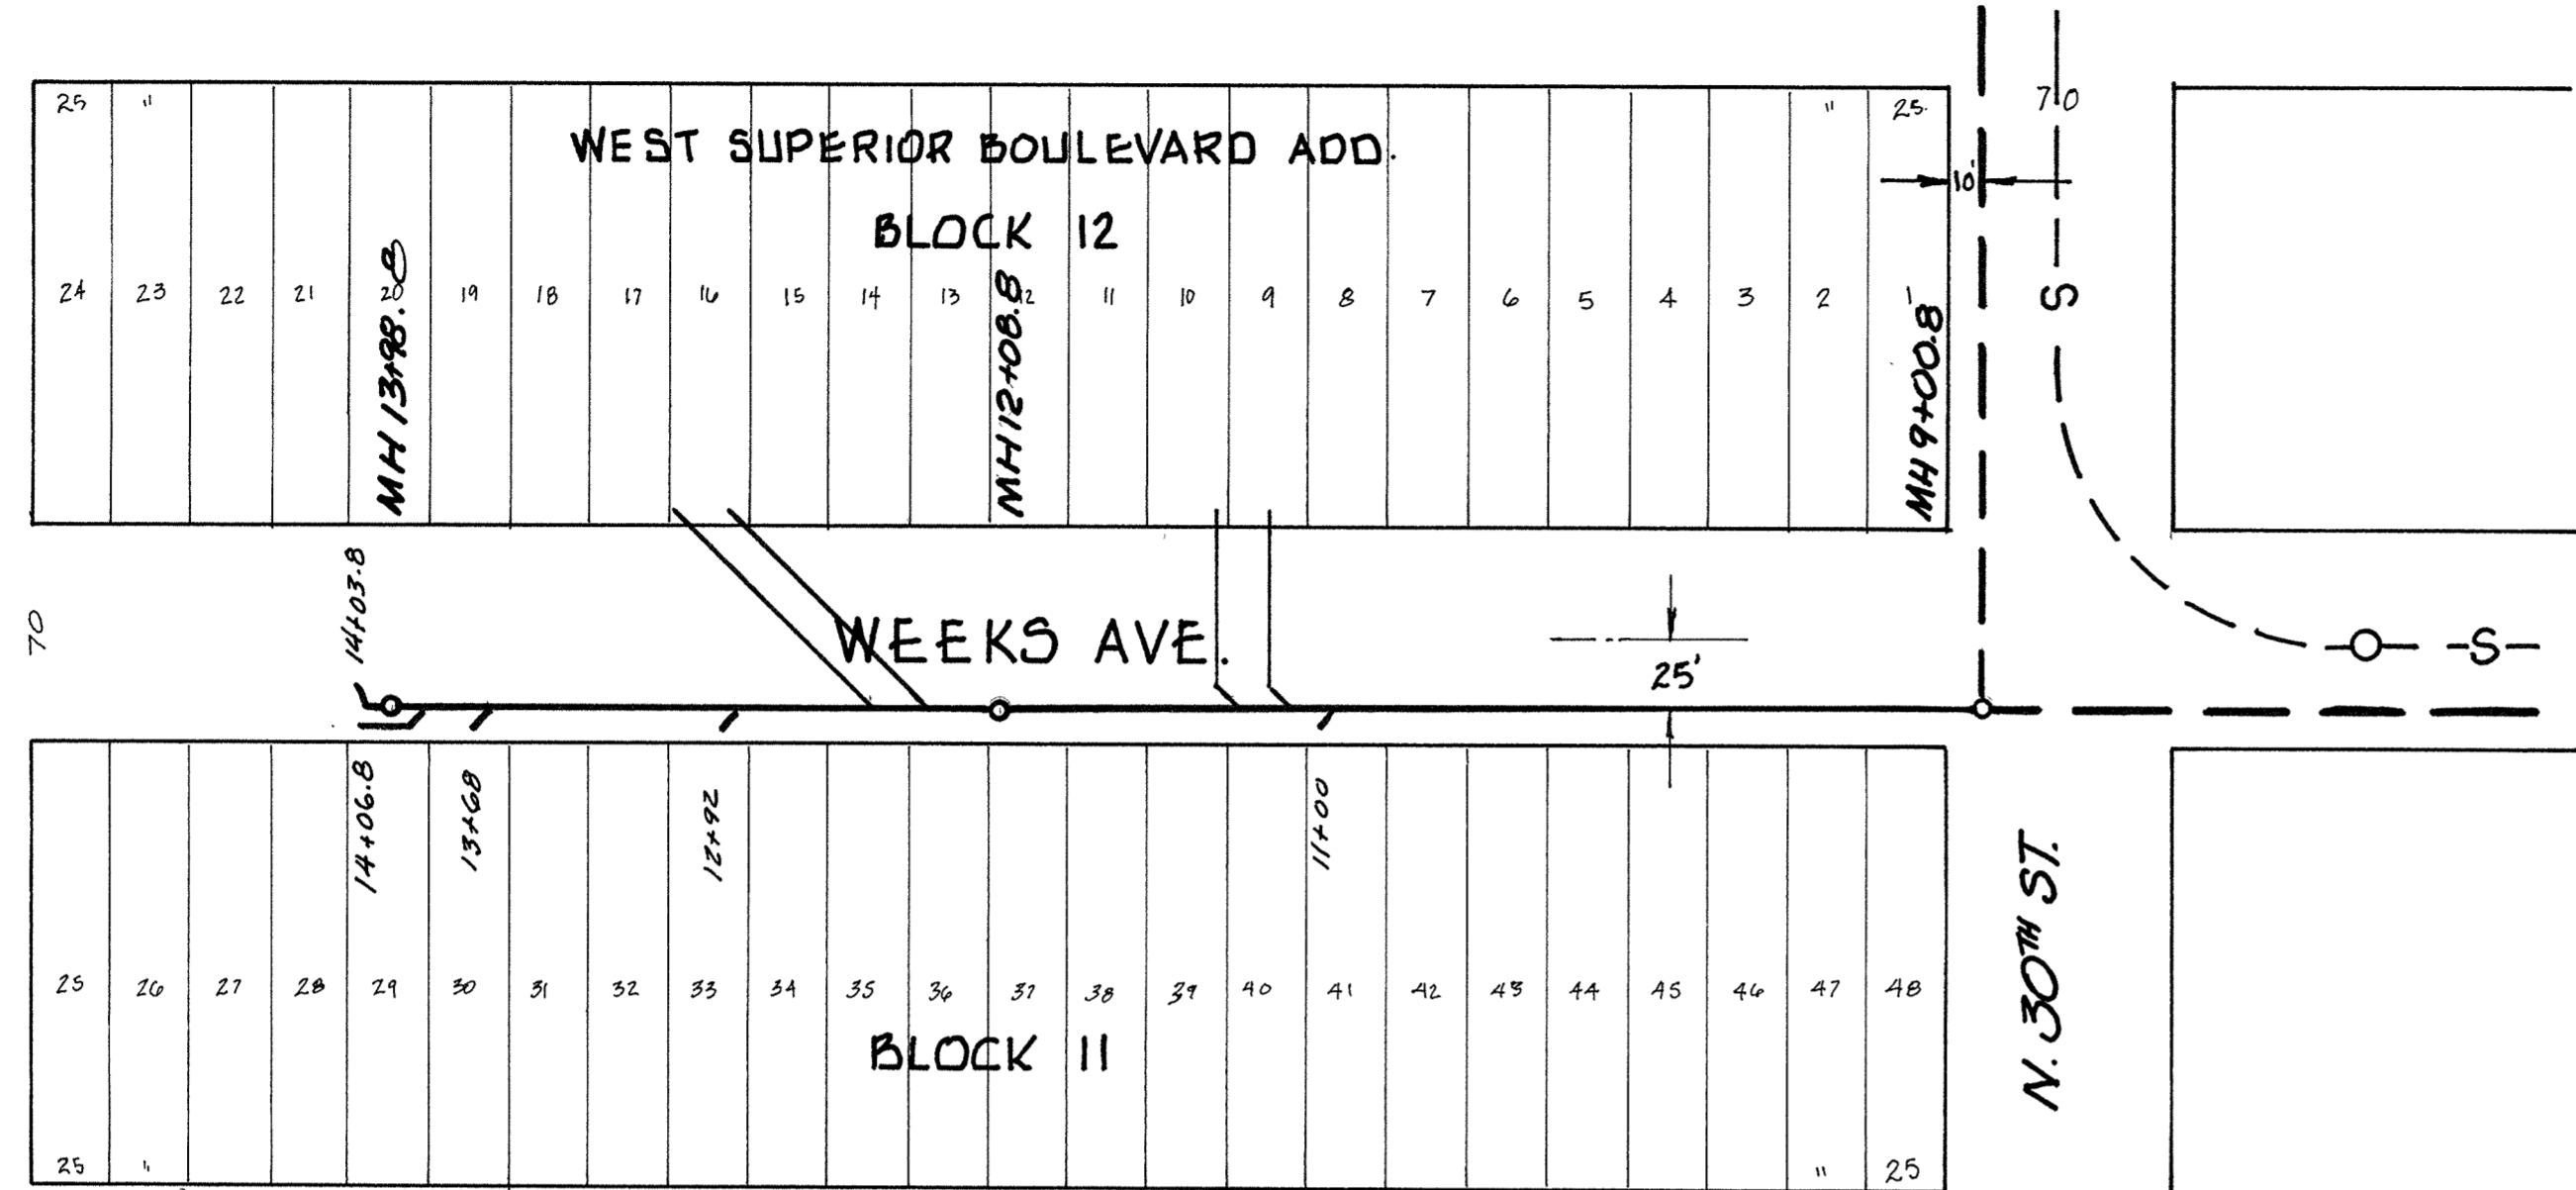 25 " " 25
70
WEST SUPERIOR BOULEVARD ADD.
10'
BLOCK 12
24 23 22 21 20 19 18 17 16 15 14 13 12 11 10 9 8 7 6 5 4 3 2 1
S
MH 13+98.8
MH 12+08.8
MH 9+00.8
14+03.8
70
WEEKS AVE.
25'
S
14+06.8
13+68
12+92
11+00
N. 30TH ST.
25 26 27 28 29 30 31 32 33 34 35 36 37 38 39 40 41 42 43 44 45 46 47 48
BLOCK 11
25 " " 25